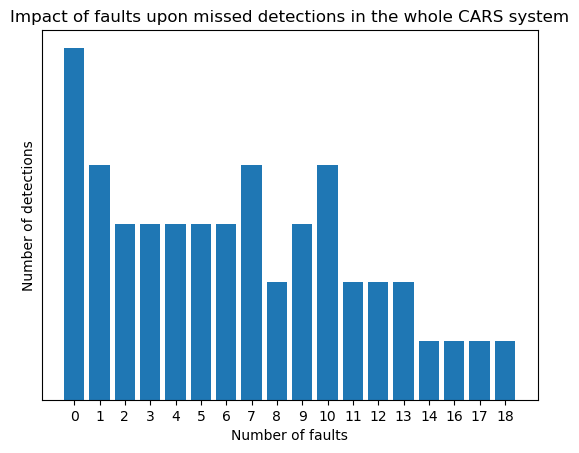 Impact of faults upon missed detections in the whole CARS system
Number of detections
0 1 2 3 4 5 6 7 8 9 10 11 12 13 14 16 17 18
Number of faults